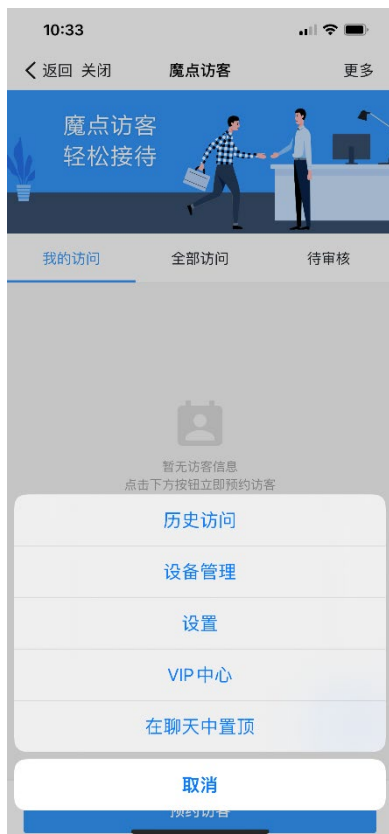 10:33
返回 关闭 魔点访客 更多
魔点访客
轻松接待
我的访问 全部访问 待审核
暂无访客信息
点击下方按钮立即预约访客
历史访问
设备管理
设置
VIP中心
在聊天中置顶
取消
预约访客